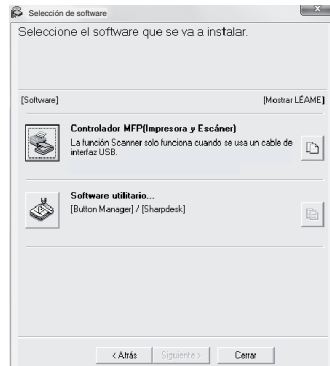 Selección de software
Seleccione el software que se va a instalar.
[Software] [Mostrar LÉAME]
Controlador MFP(Impresora y Escáner)
La función Scanner solo funciona cuando se usa un cable de
interfaz USB.
Software utilitario...
[Button Manager] / [Sharpdesk]
< Atrás Siguiente > Cerrar